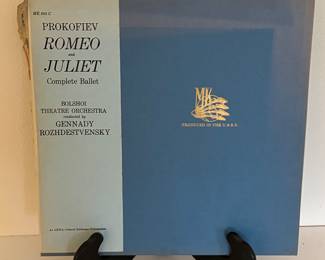 PROKOFIEV
ROMEO
and
JULIET
Complete Ballet
BOLSHOI
THEATRE ORCHESTRA
conducted by
GENNADY
ROZHDESTVENSKY
MK
PRODUCED IN THE U.S.S.R.